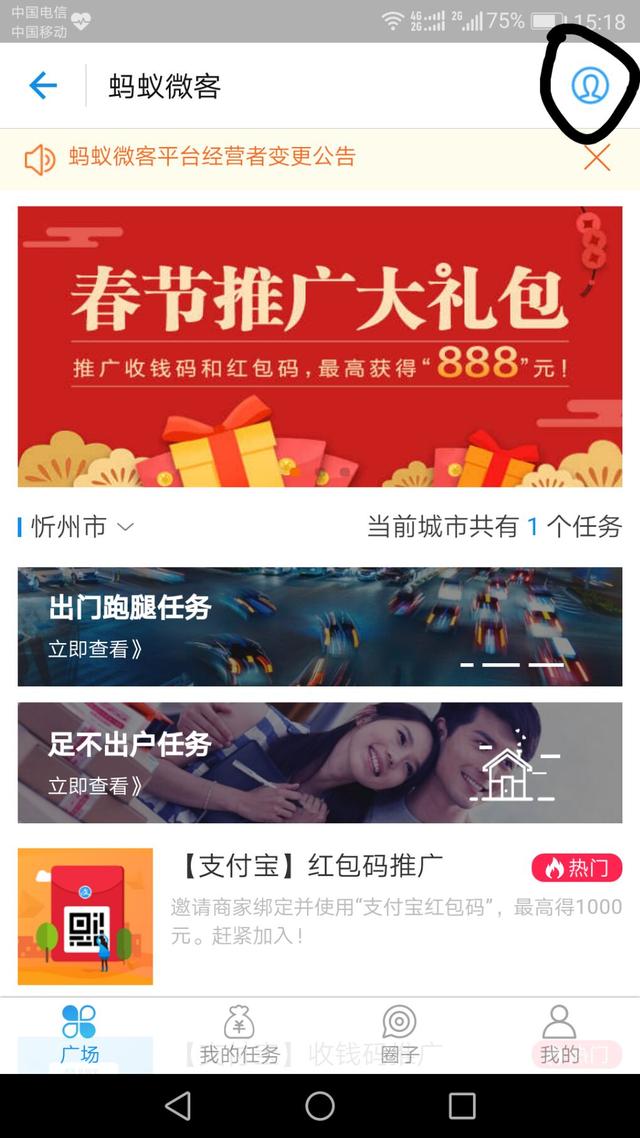 中国电信
中国移动
4G 2G 2G 75% 15:18
蚂蚁微客
蚂蚁微客平台经营者变更公告
春节推广大礼包
推广收钱码和红包码，最高获得“888”元！
忻州市
当前城市共有 1 个任务
出门跑腿任务
立即查看》
足不出户任务
立即查看》
【支付宝】红包码推广
热门
邀请商家绑定并使用“支付宝红包码”，最高得1000
元。赶紧加入！
【支付宝】收钱码推广
热门
广场
我的任务
圈子
我的